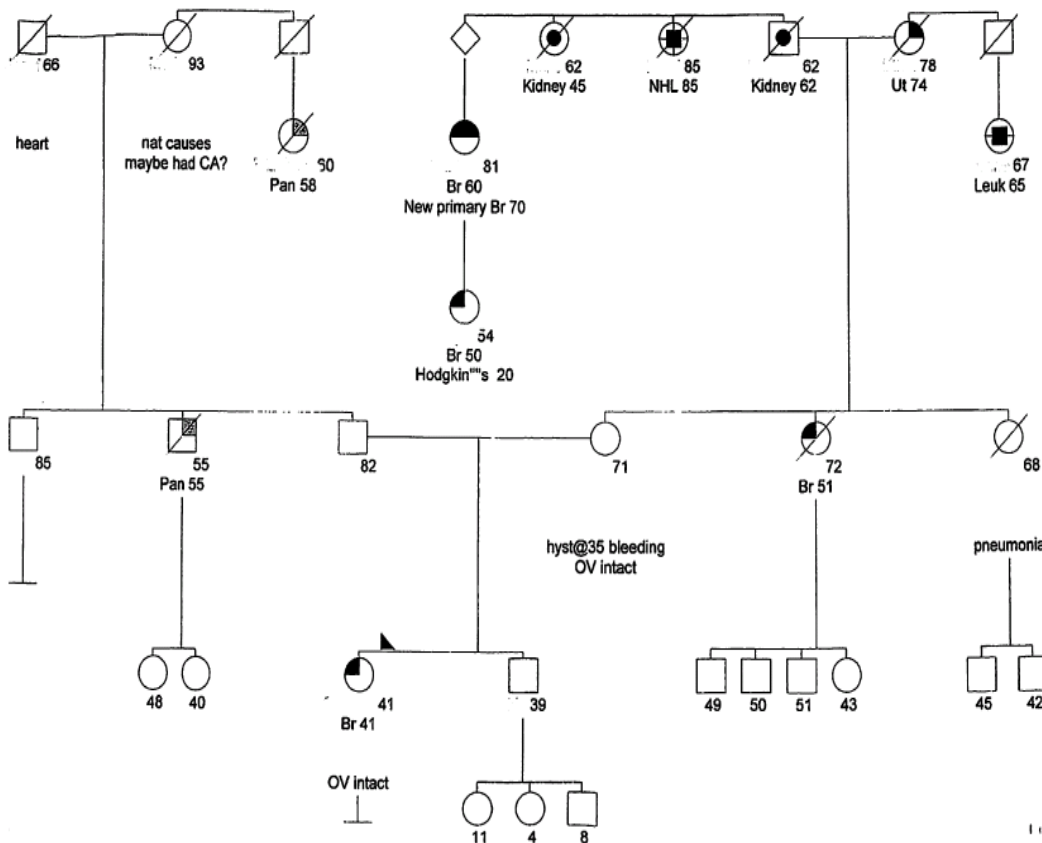 66
93
62
85
62
78
Kidney 45
NHL 85
Kidney 62
Ut 74
heart
nat causes
maybe had CA?
60
Pan 58
81
Br 60
New primary Br 70
67
Leuk 65
54
Br 50
Hodgkin""s 20
85
55
82
71
72
68
Pan 55
Br 51
hyst@35 bleeding
OV intact
pneumonia
48
40
41
39
49
50
51
43
45
42
Br 41
OV intact
11
4
8